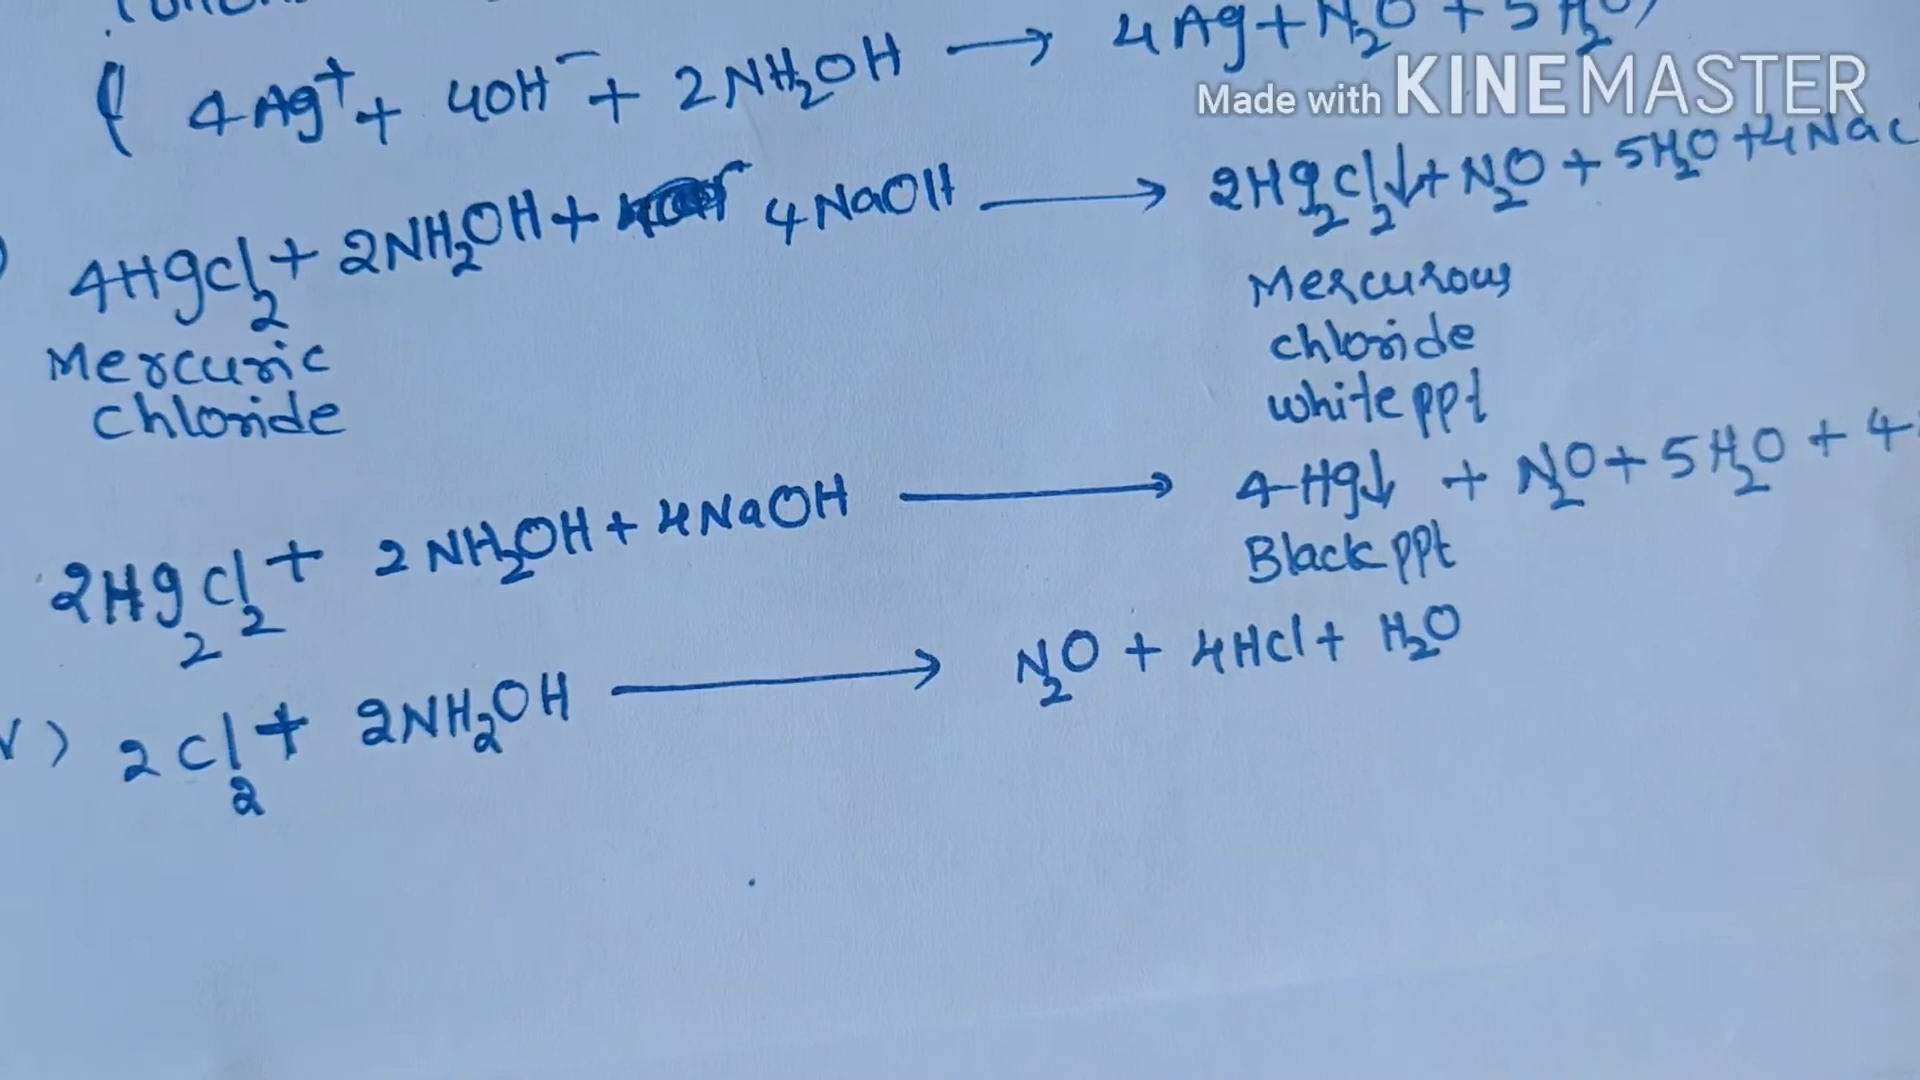 ( 4Ag⁺ + 4OH⁻ + 2NH₂OH → 4Ag + N₂O + 5H₂O)
Made with KINEMASTER
4HgCl₂ + 2NH₂OH + 4NaOH → 2Hg₂Cl₂↓ + N₂O + 5H₂O + 4NaC
Mercuric
chloride
Mercurous
chloride
white ppt
2Hg₂Cl₂ + 2NH₂OH + 4NaOH → 4Hg↓ + N₂O + 5H₂O + 4
Black ppt
V) 2Cl₂ + 2NH₂OH → N₂O + 4HCl + H₂O